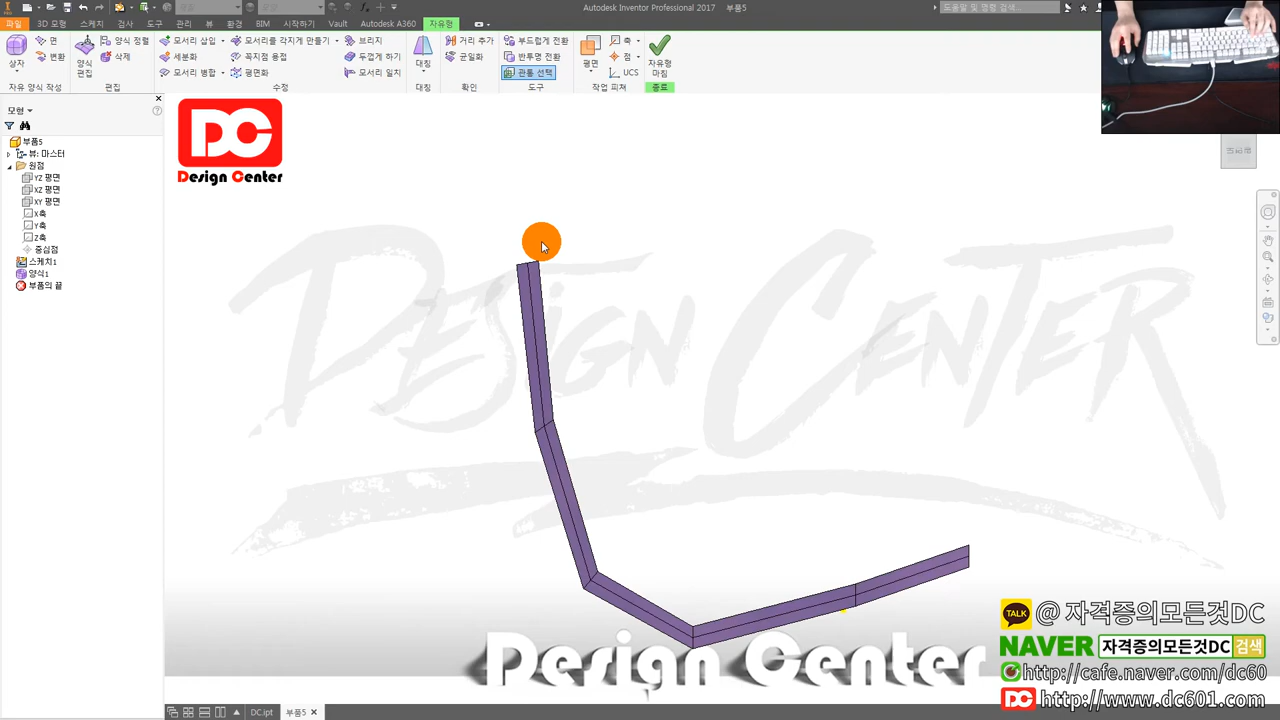 Autodesk Inventor Professional 2017 부품5
도움말 및 명령 검색...
파일 3D 모형 스케치 검사 도구 관리 뷰 환경 BIM 시작하기 Vault Autodesk A360 자유형
상자
면
변환
자유 양식 작성
양식 편집
양식 정렬
삭제
편집
모서리 삽입
세분화
모서리 병합
모서리를 각지게 만들기
꼭지점 용접
평면화
브리지
두껍게 하기
모서리 일치
수정
대칭
대칭
거리 추가
균일화
확인
부드럽게 전환
반투명 전환
관통 선택
도구
평면
축
점
UCS
작업 피쳐
자유형 마침
종료
모형
부품5
뷰: 마스터
원점
YZ 평면
XZ 평면
XY 평면
X축
Y축
Z축
중심점
스케치1
양식1
부품의 끝
DC
Design Center
DESIGN CENTER
Design Center
TALK @ 자격증의모든것DC
NAVER 자격증의모든것DC 검색
http://cafe.naver.com/dc60
DC http://www.dc601.com/
DC.ipt 부품5